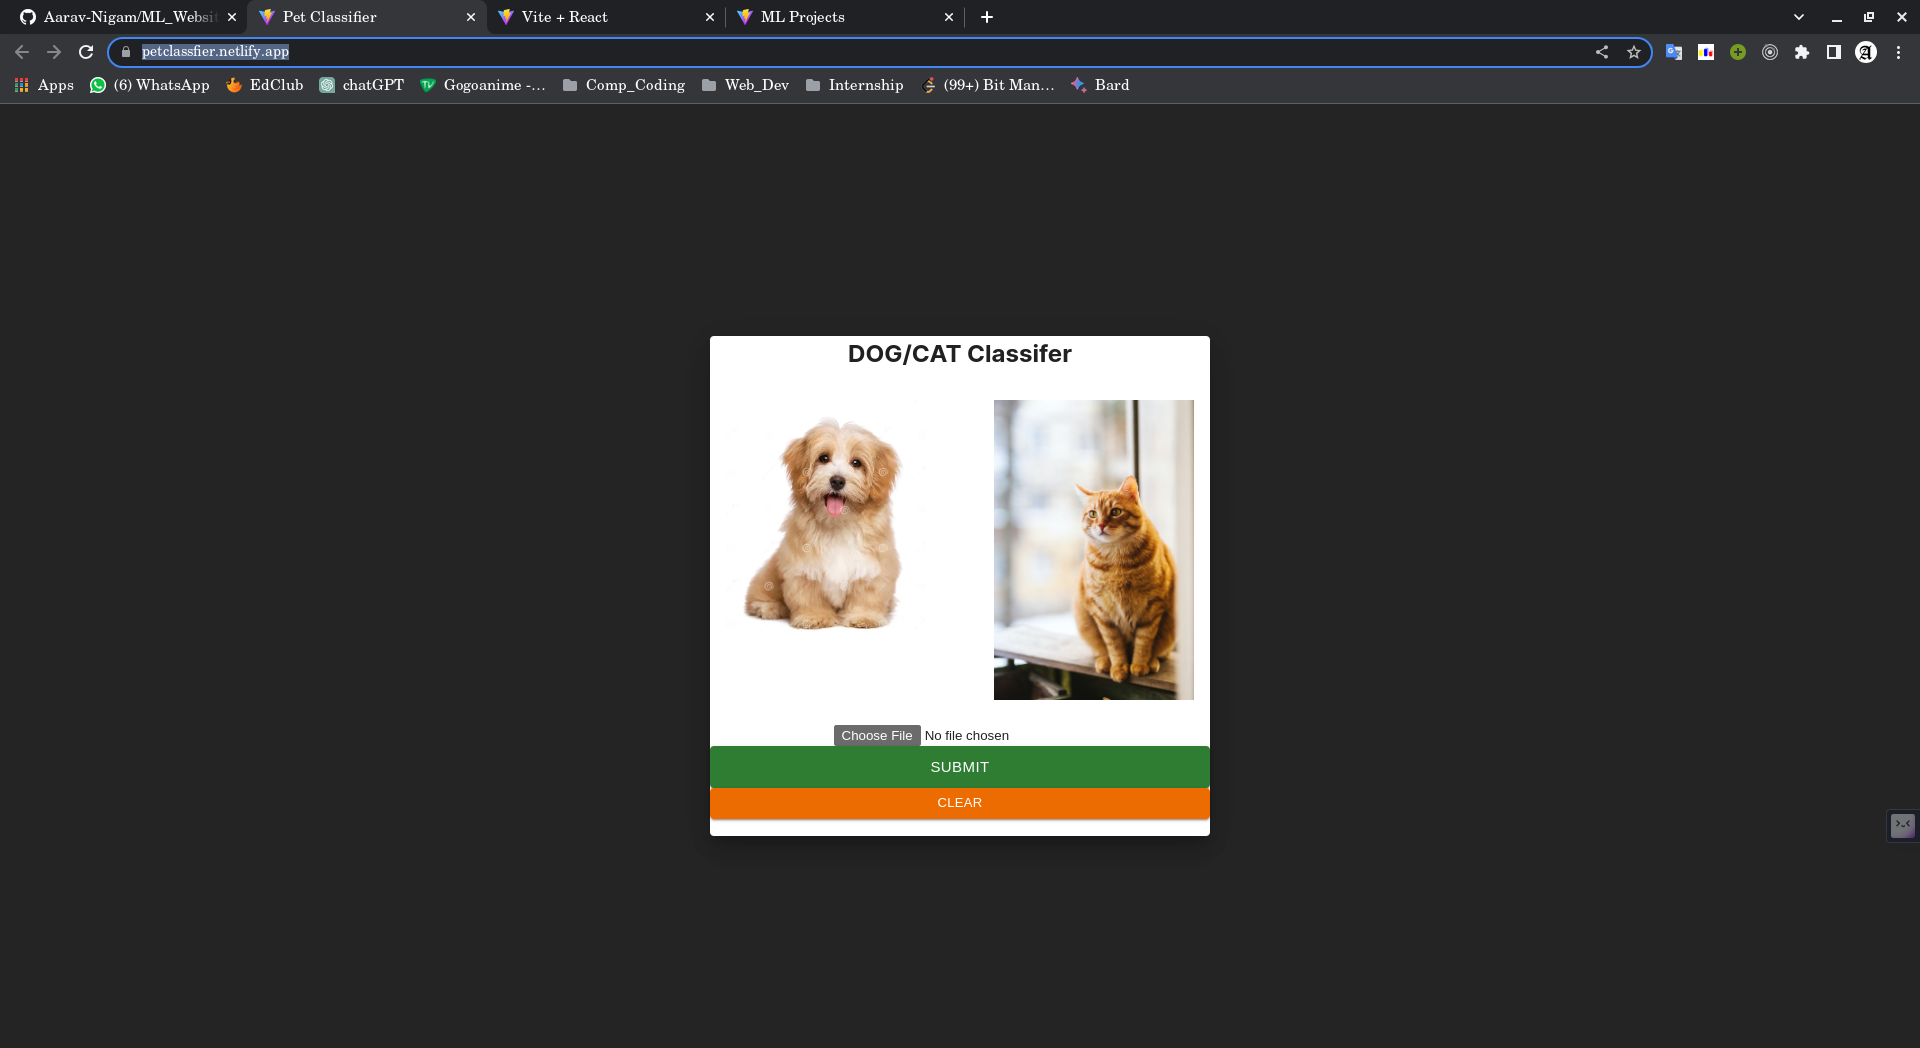 Aarav-Nigam/ML_Websit
Pet Classifier
Vite + React
ML Projects
petclassfier.netlify.app
Apps
(6) WhatsApp
EdClub
chatGPT
Gogoanime -...
Comp_Coding
Web_Dev
Internship
(99+) Bit Man...
Bard
DOG/CAT Classifer
Choose File No file chosen
SUBMIT
CLEAR